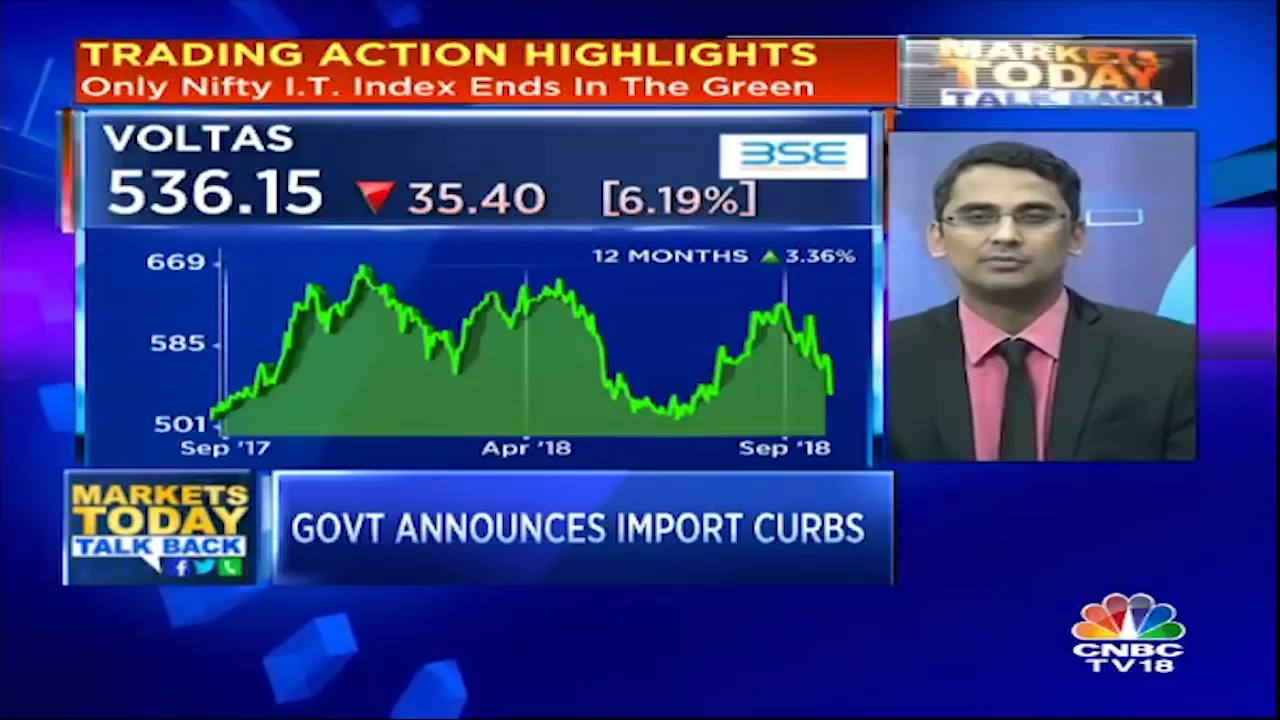 TRADING ACTION HIGHLIGHTS
Only Nifty I.T. Index Ends In The Green
MARKETS
TODAY
TALK BACK
VOLTAS
BSE
536.15 ▼ 35.40 [6.19%]
12 MONTHS ▲ 3.36%
669
585
501
Sep '17 Apr '18 Sep '18
MARKETS
TODAY
TALK BACK
GOVT ANNOUNCES IMPORT CURBS
CNBC
TV18